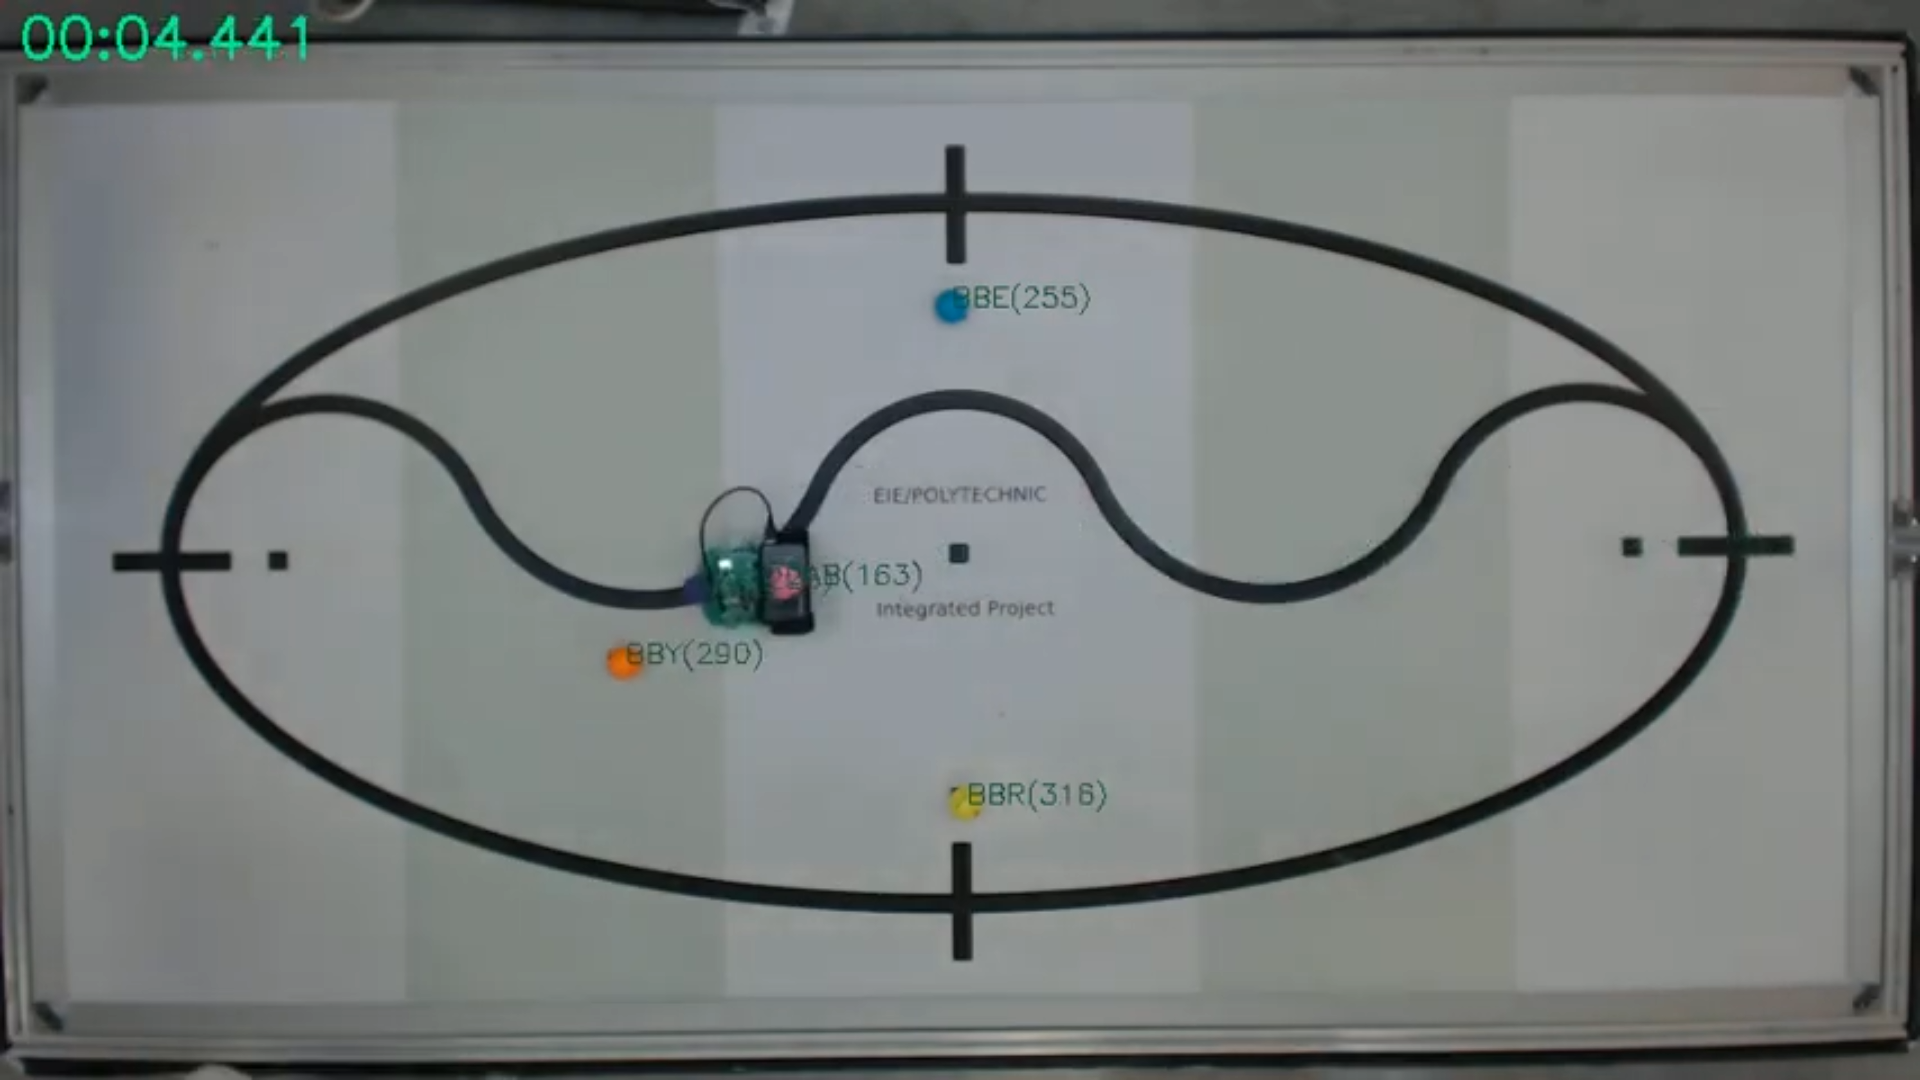 00:04.441
BBE(255)
EIE/POLYTECHNIC
(163)
Integrated Project
BBY(290)
BBR(316)